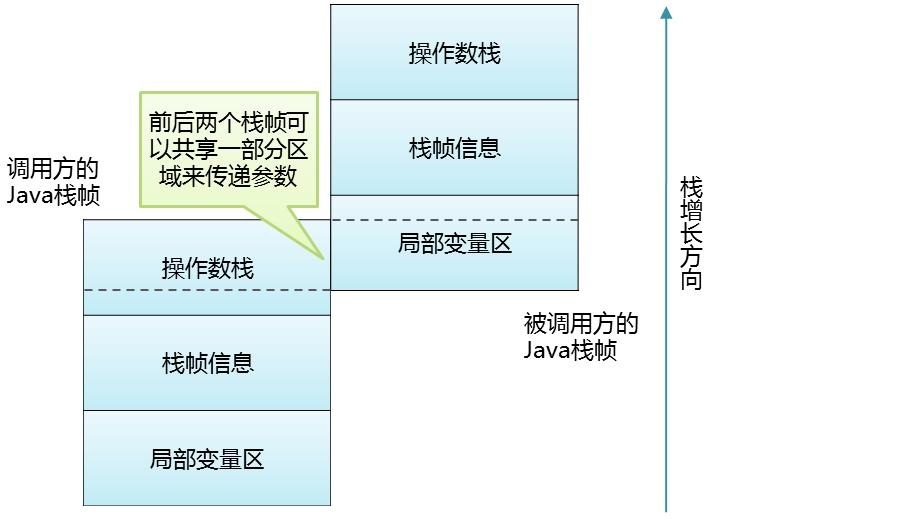 操作数栈
栈帧信息
局部变量区
前后两个栈帧可
以共享一部分区
域来传递参数
调用方的
Java栈帧
操作数栈
栈帧信息
局部变量区
被调用方的
Java栈帧
栈增长方向